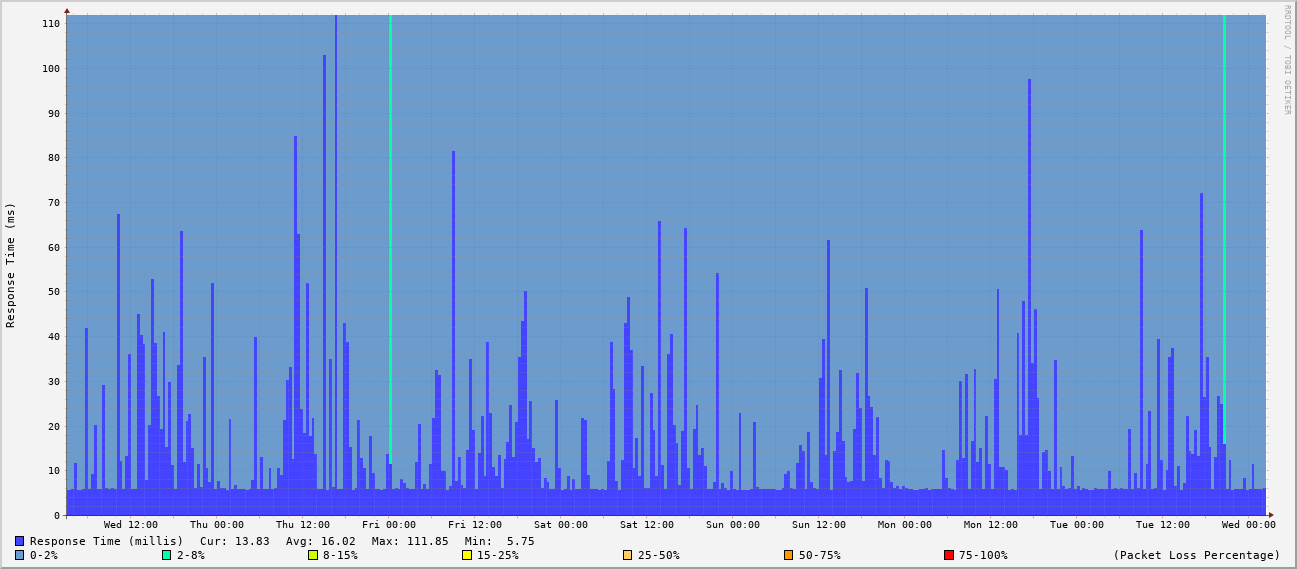 RRDTOOL / TOBI OETIKER
Response Time (ms)
110
100
90
80
70
60
50
40
30
20
10
0
Wed 12:00 Thu 00:00 Thu 12:00 Fri 00:00 Fri 12:00 Sat 00:00 Sat 12:00 Sun 00:00 Sun 12:00 Mon 00:00 Mon 12:00 Tue 00:00 Tue 12:00 Wed 00:00
Response Time (millis) Cur: 13.83 Avg: 16.02 Max: 111.85 Min: 5.75
0-2% 2-8% 8-15% 15-25% 25-50% 50-75% 75-100% (Packet Loss Percentage)